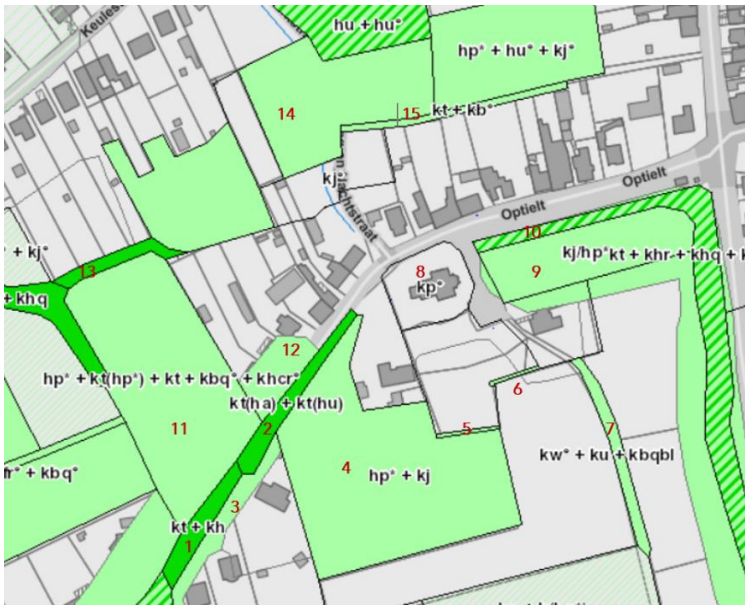 Keules
hu + hu°
hp* + hu° + kj°
14
15 kt + kb°
kj°
achtstraat
Optielt
Optielt
10
* + kj°
13
8
kj/hp* kt + khr + khq + k
9
+ khq
kp°
12
hp* + kt(hp*) + kt + kbq° + khcr°
kt(ha) + kt(hu)
6
11
2
5
7
kw° + ku + kbqbl
fr° + kbq°
4
hp* + kj
3
kt + kh
1